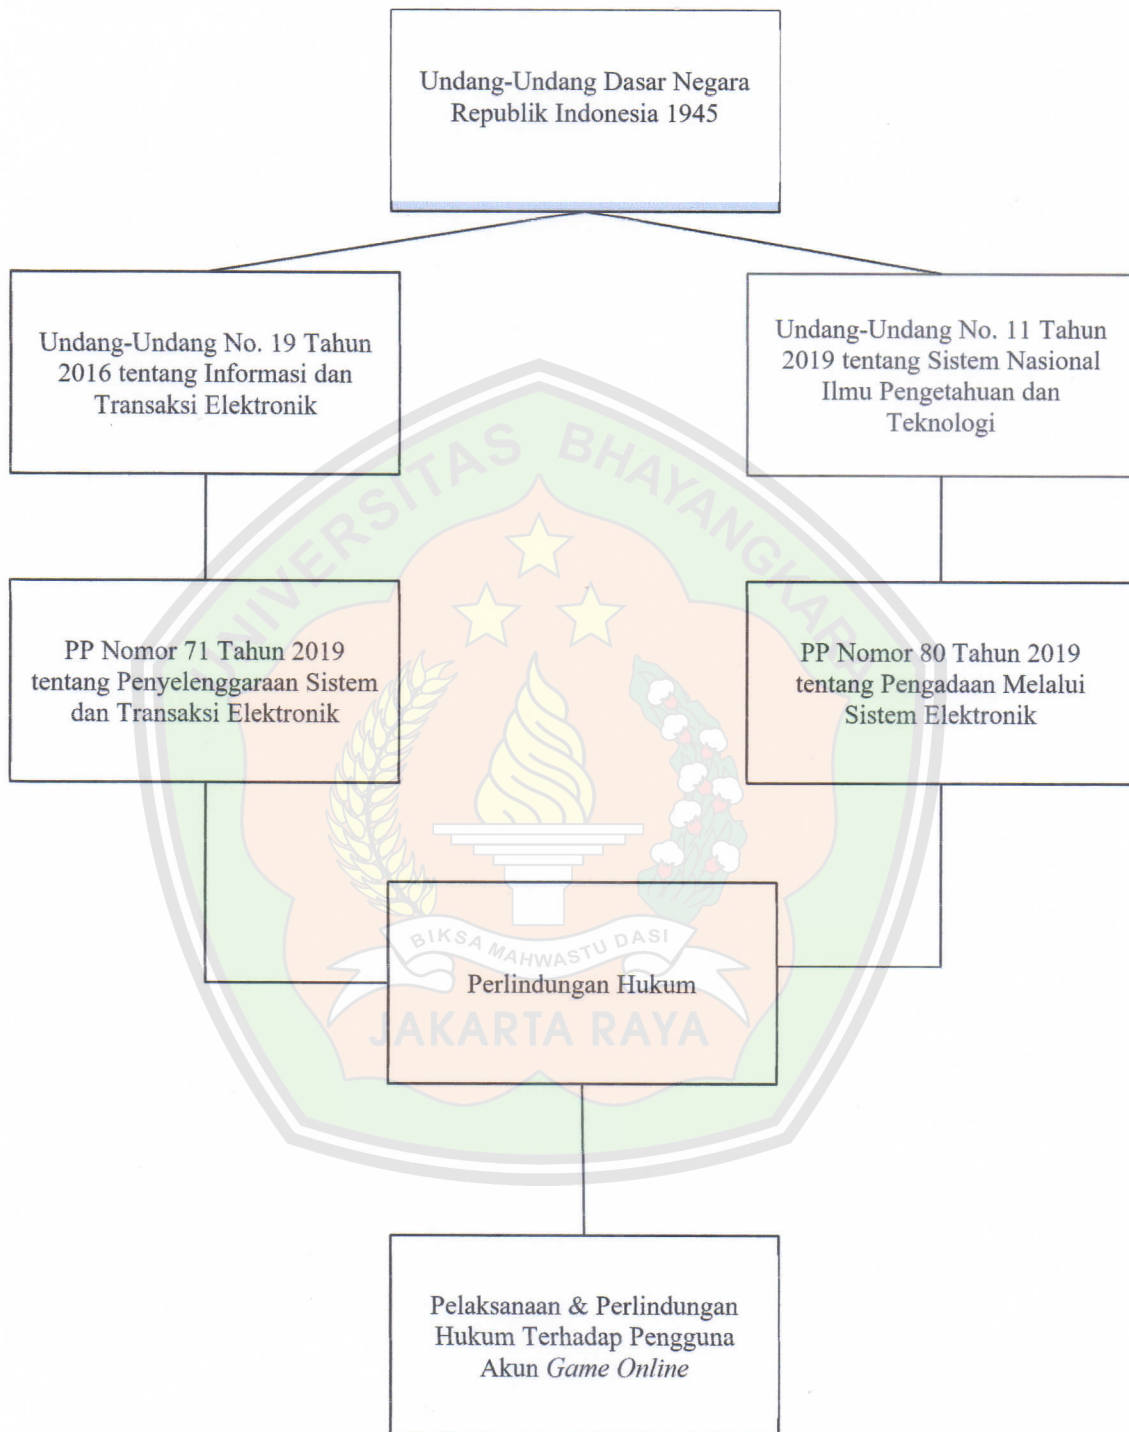 Undang-Undang Dasar Negara
Republik Indonesia 1945
Undang-Undang No. 19 Tahun
2016 tentang Informasi dan
Transaksi Elektronik
Undang-Undang No. 11 Tahun
2019 tentang Sistem Nasional
Ilmu Pengetahuan dan
Teknologi
UNIVERSITAS BHAYANGKARA
PP Nomor 71 Tahun 2019
tentang Penyelenggaraan Sistem
dan Transaksi Elektronik
PP Nomor 80 Tahun 2019
tentang Pengadaan Melalui
Sistem Elektronik
BIKSA MAHWASTU DASI
Perlindungan Hukum
JAKARTA RAYA
Pelaksanaan & Perlindungan
Hukum Terhadap Pengguna
Akun Game Online